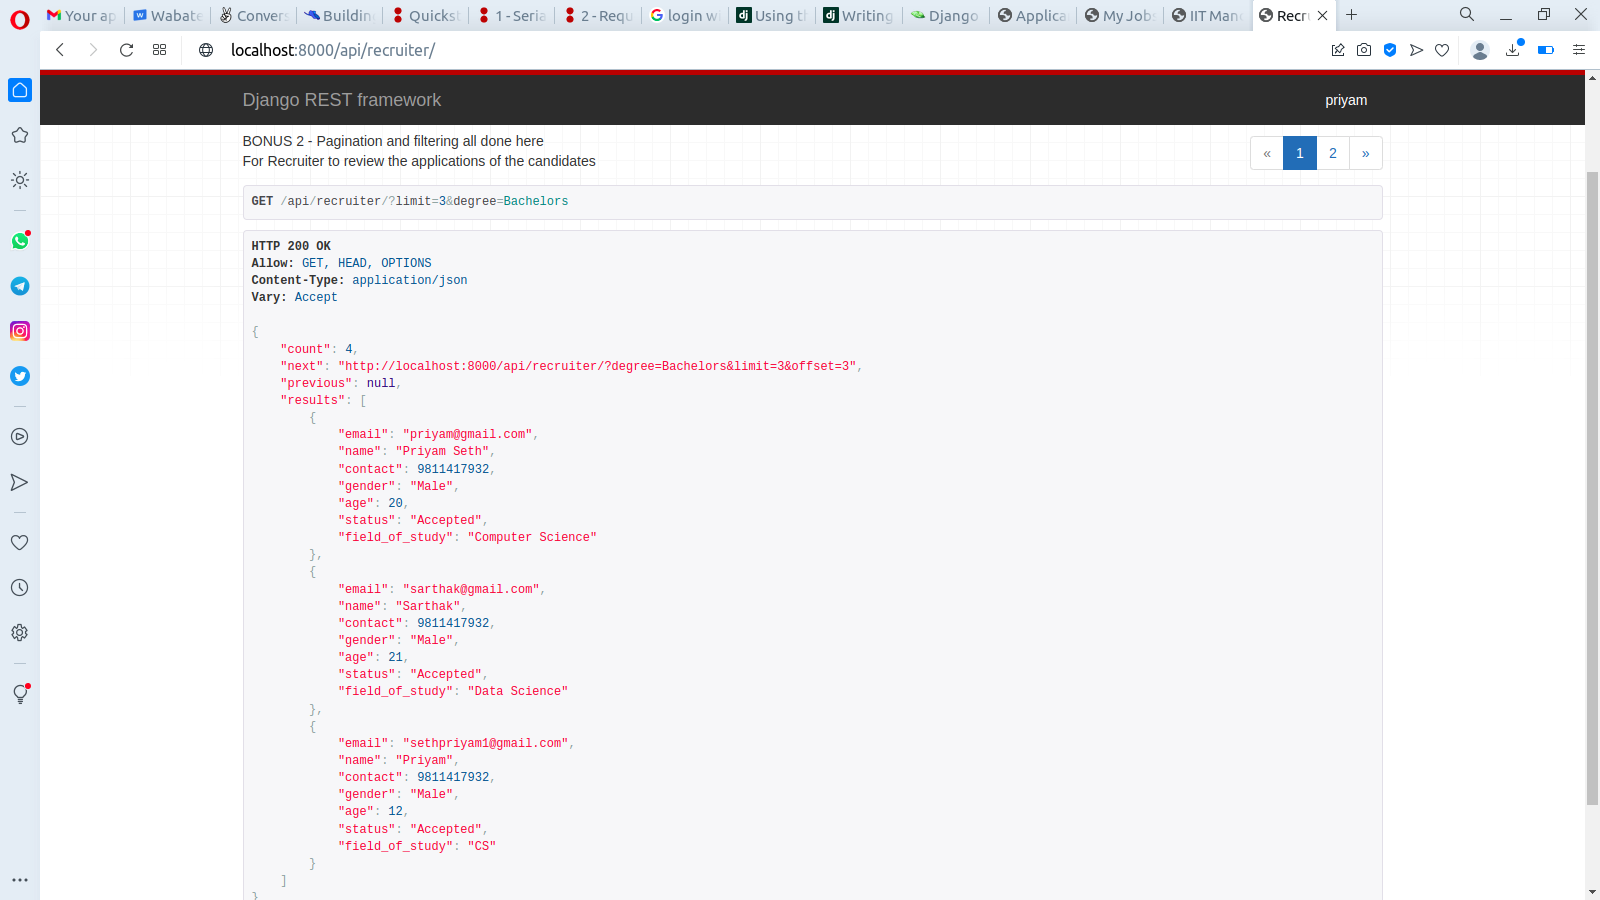 Your ap
Wabate
Convers
Building
Quickst
1 - Seria
2 - Requ
login wi
Using th
Writing
Django
Applica
My Jobs
IIT Man
Recru
localhost:8000/api/recruiter/
Django REST framework
priyam
BONUS 2 - Pagination and filtering all done here
For Recruiter to review the applications of the candidates
« 1 2 »
GET /api/recruiter/?limit=3&degree=Bachelors
HTTP 200 OK
Allow: GET, HEAD, OPTIONS
Content-Type: application/json
Vary: Accept
{
"count": 4,
"next": "http://localhost:8000/api/recruiter/?degree=Bachelors&limit=3&offset=3",
"previous": null,
"results": [
{
"email": "priyam@gmail.com",
"name": "Priyam Seth",
"contact": 9811417932,
"gender": "Male",
"age": 20,
"status": "Accepted",
"field_of_study": "Computer Science"
},
{
"email": "sarthak@gmail.com",
"name": "Sarthak",
"contact": 9811417932,
"gender": "Male",
"age": 21,
"status": "Accepted",
"field_of_study": "Data Science"
},
{
"email": "sethpriyam1@gmail.com",
"name": "Priyam",
"contact": 9811417932,
"gender": "Male",
"age": 12,
"status": "Accepted",
"field_of_study": "CS"
}
]
}